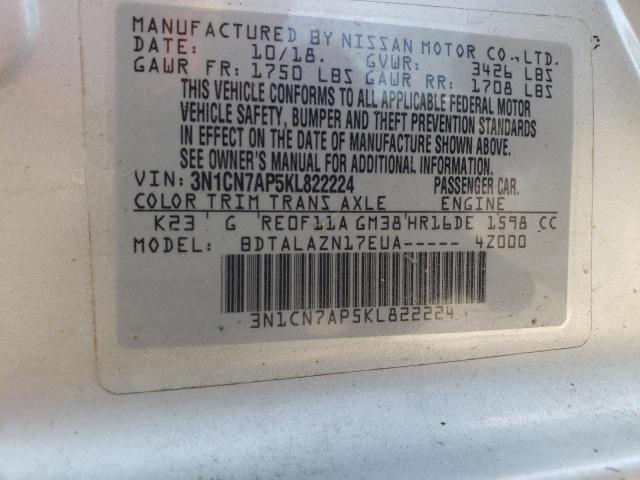 MANUFACTURED BY NISSAN MOTOR CO., LTD.
DATE: 10/18. GVWR: 3426 LBS
GAWR FR: 1750 LBS GAWR RR: 1708 LBS
THIS VEHICLE CONFORMS TO ALL APPLICABLE FEDERAL MOTOR
VEHICLE SAFETY, BUMPER AND THEFT PREVENTION STANDARDS
IN EFFECT ON THE DATE OF MANUFACTURE SHOWN ABOVE.
SEE OWNER'S MANUAL FOR ADDITIONAL INFORMATION.
VIN: 3N1CN7AP5KL822224 PASSENGER CAR.
COLOR TRIM TRANS AXLE ENGINE
K23 G RE0F11A GM38 HR16DE 1598 CC
MODEL: BDTALAZN17EUA----- 4Z000
3N1CN7AP5KL822224